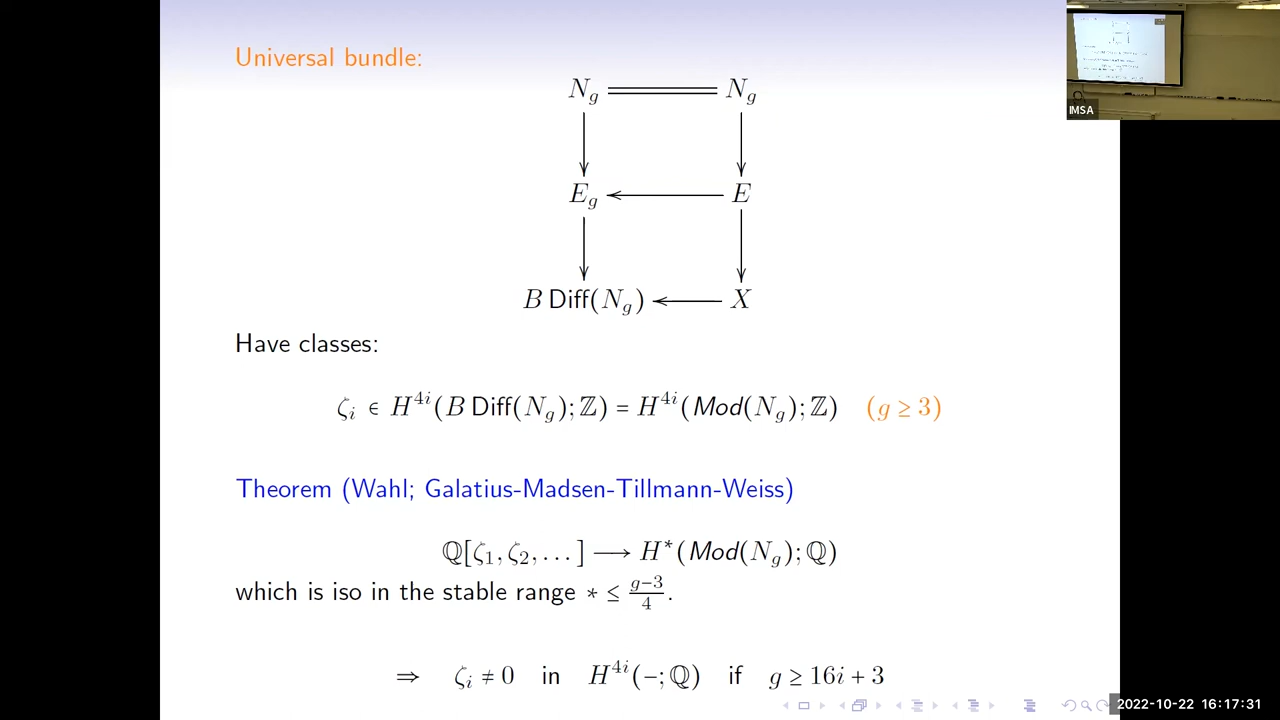 Universal bundle:
N_g N_g
E_g E
B Diff(N_g) X
Have classes:
ζ_i ∈ H^{4i}(B Diff(N_g); ℤ) = H^{4i}(Mod(N_g); ℤ) (g ≥ 3)
Theorem (Wahl; Galatius-Madsen-Tillmann-Weiss)
ℚ[ζ_1, ζ_2, ...] ⟶ H^*(Mod(N_g); ℚ)
which is iso in the stable range * ≤ \frac{g-3}{4}.
⇒ ζ_i ≠ 0 in H^{4i}(-; ℚ) if g ≥ 16i + 3
IMSA
2022-10-22 16:17:31